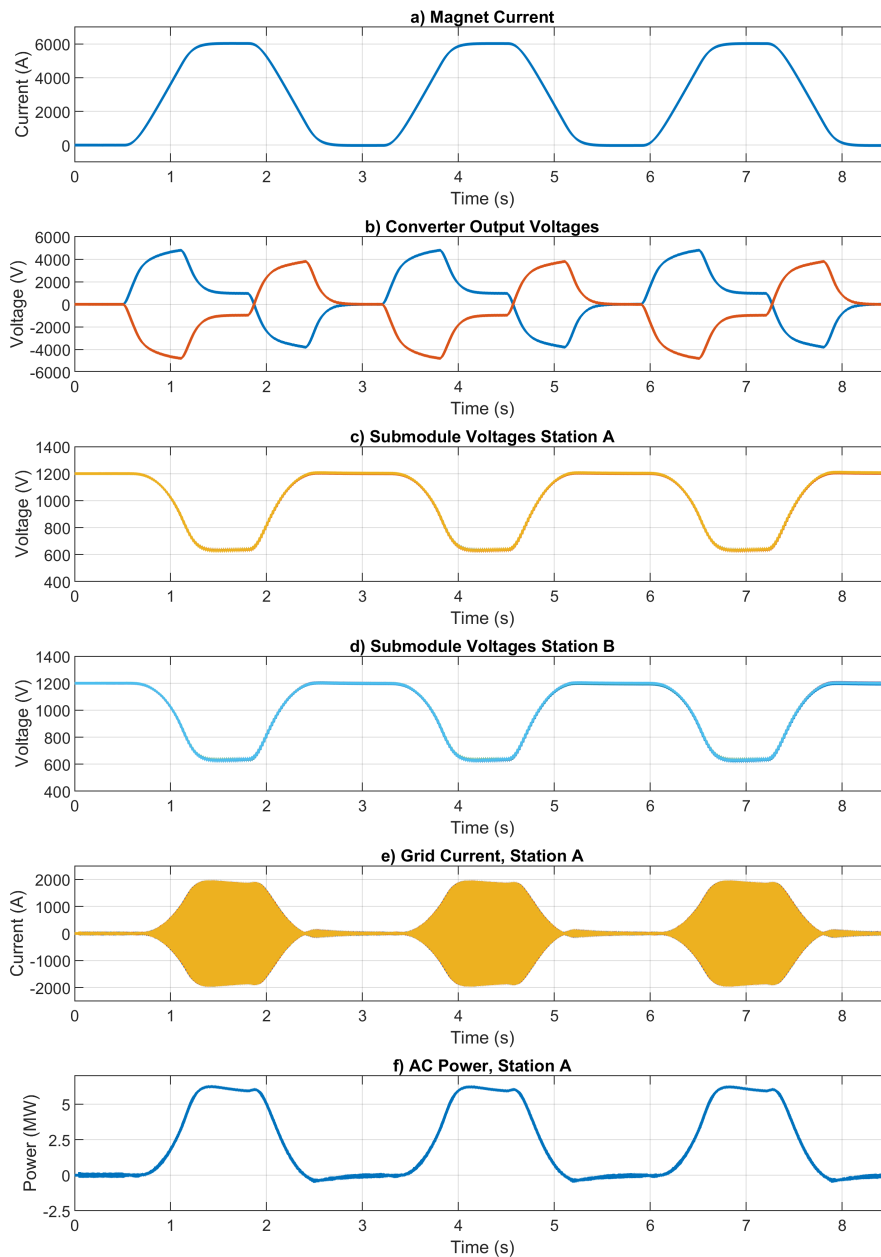 a) Magnet Current
6000
4000
2000
0
Current (A)
0 1 2 3 4 5 6 7 8
Time (s)
b) Converter Output Voltages
6000
4000
2000
0
-2000
-4000
-6000
Voltage (V)
0 1 2 3 4 5 6 7 8
Time (s)
c) Submodule Voltages Station A
1400
1200
1000
800
600
400
Voltage (V)
0 1 2 3 4 5 6 7 8
Time (s)
d) Submodule Voltages Station B
1400
1200
1000
800
600
400
Voltage (V)
0 1 2 3 4 5 6 7 8
Time (s)
e) Grid Current, Station A
2000
1000
0
-1000
-2000
Current (A)
0 1 2 3 4 5 6 7 8
Time (s)
f) AC Power, Station A
5
2.5
0
-2.5
Power (MW)
0 1 2 3 4 5 6 7 8
Time (s)